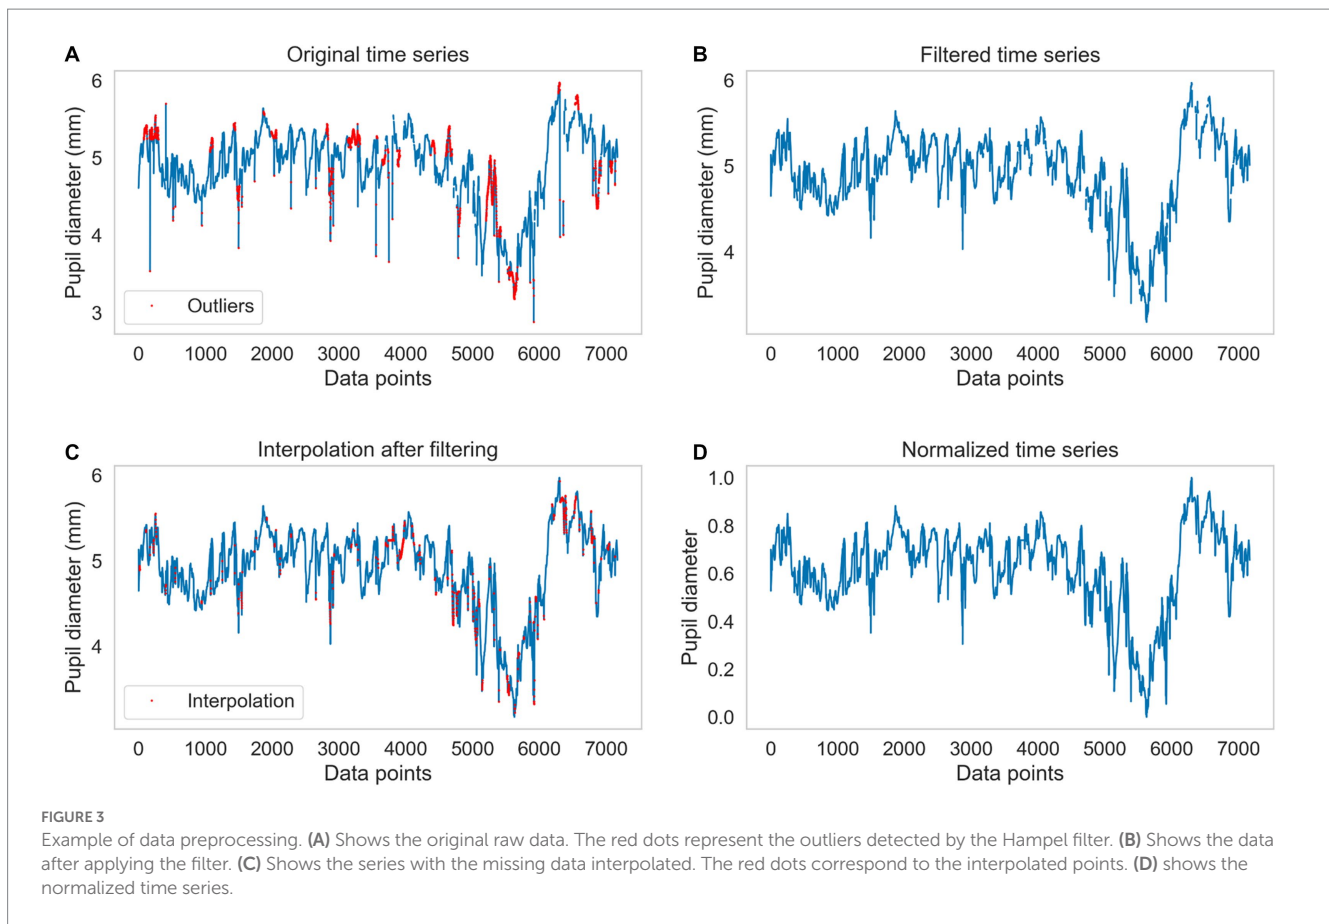 A
Original time series
Pupil diameter (mm)
6
5
4
3
Outliers
0 1000 2000 3000 4000 5000 6000 7000
Data points
B
Filtered time series
Pupil diameter (mm)
6
5
4
0 1000 2000 3000 4000 5000 6000 7000
Data points
C
Interpolation after filtering
Pupil diameter (mm)
6
5
4
Interpolation
0 1000 2000 3000 4000 5000 6000 7000
Data points
D
Normalized time series
Pupil diameter
1.0
0.8
0.6
0.4
0.2
0.0
0 1000 2000 3000 4000 5000 6000 7000
Data points
FIGURE 3
Example of data preprocessing. (A) Shows the original raw data. The red dots represent the outliers detected by the Hampel filter. (B) Shows the data
after applying the filter. (C) Shows the series with the missing data interpolated. The red dots correspond to the interpolated points. (D) shows the
normalized time series.